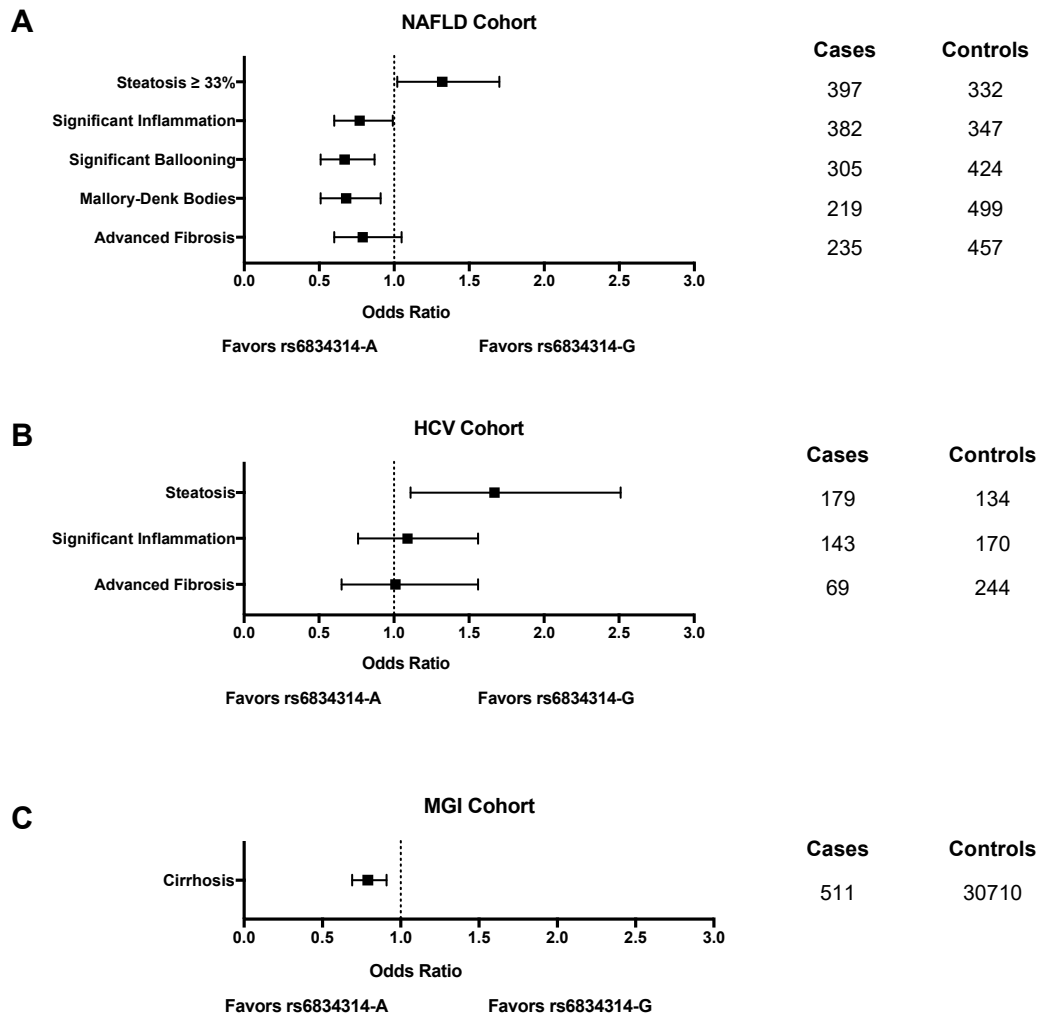 A
NAFLD Cohort
Cases Controls
Steatosis ≥ 33% 397 332
Significant Inflammation 382 347
Significant Ballooning 305 424
Mallory-Denk Bodies 219 499
Advanced Fibrosis 235 457
0.0 0.5 1.0 1.5 2.0 2.5 3.0
Odds Ratio
Favors rs6834314-A Favors rs6834314-G
B
HCV Cohort
Cases Controls
Steatosis 179 134
Significant Inflammation 143 170
Advanced Fibrosis 69 244
0.0 0.5 1.0 1.5 2.0 2.5 3.0
Odds Ratio
Favors rs6834314-A Favors rs6834314-G
C
MGI Cohort
Cases Controls
Cirrhosis 511 30710
0.0 0.5 1.0 1.5 2.0 2.5 3.0
Odds Ratio
Favors rs6834314-A Favors rs6834314-G